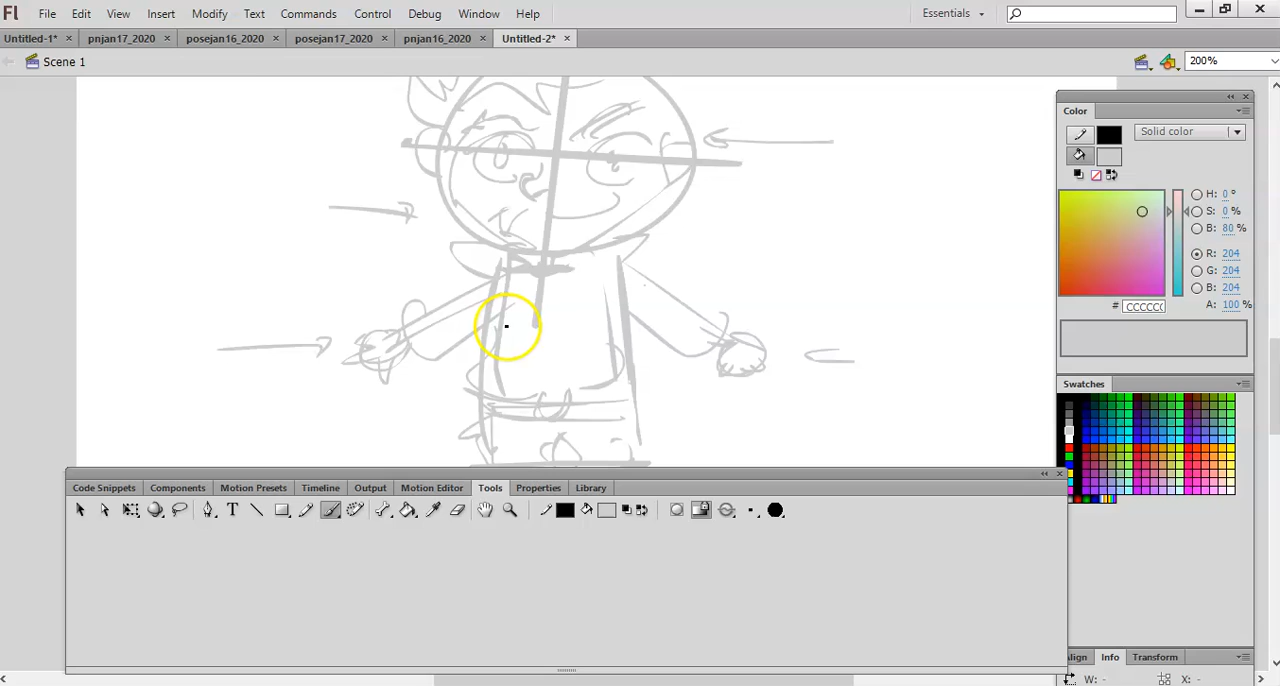 Fl File Edit View Insert Modify Text Commands Control Debug Window Help Essentials
Untitled-1* × pnjan17_2020 × posejan16_2020 × posejan17_2020 × pnjan16_2020 × Untitled-2* ×
Scene 1 200%
Color
Solid color
H: 0 °
S: 0 %
B: 80 %
R: 204
G: 204
B: 204
A: 100 %
# CCCCCC
Swatches
Code Snippets Components Motion Presets Timeline Output Motion Editor Tools Properties Library
T
Align Info Transform
W: - X: -